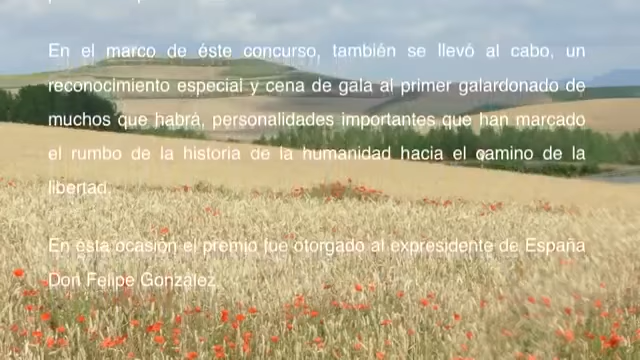 En el marco de éste concurso, también se llevó al cabo, un
reconocimiento especial y cena de gala al primer galardonado de
muchos que habrá, personalidades importantes que han marcado
el rumbo de la historia de la humanidad hacia el camino de la
libertad.
En ésta ocasión el premio fue otorgado al expresidente de España
Don Felipe González